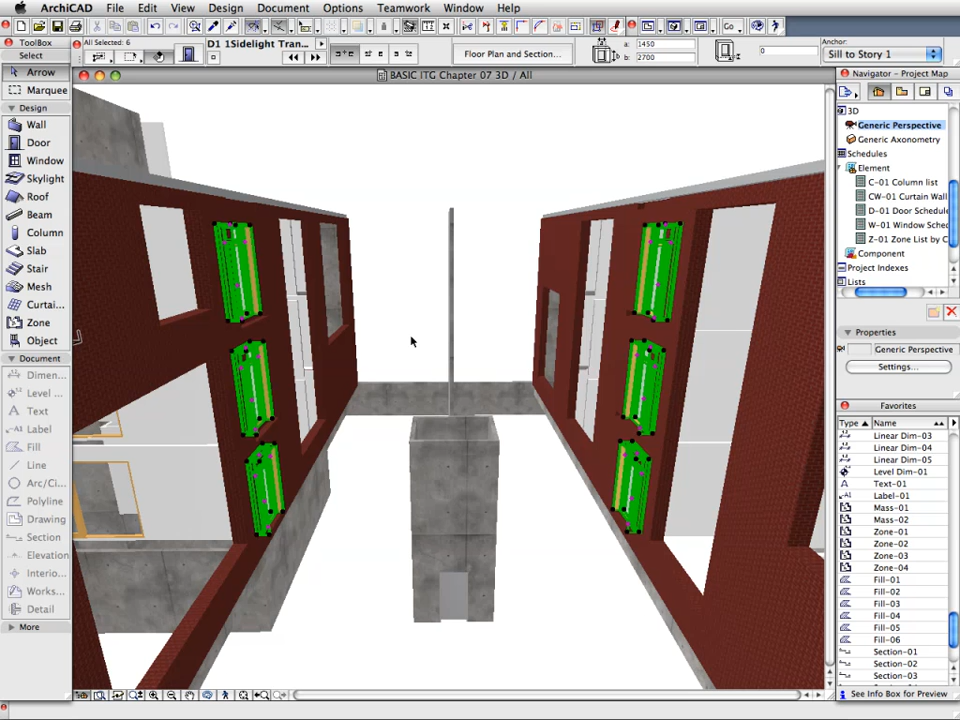 ArchiCAD File Edit View Design Document Options Teamwork Window Help
ToolBox
Select
Arrow
Marquee
Design
Wall
Door
Window
Skylight
Roof
Beam
Column
Slab
Stair
Mesh
Curtai...
Zone
Object
Document
Dimen...
Level ...
Text
Label
Fill
Line
Arc/Ci...
Polyline
Drawing
Section
Elevation
Interio...
Works...
Detail
More
All Selected: 6
D1 1Sidelight Tran...
Floor Plan and Section...
a: 1450
b: 2700
0
Anchor:
Sill to Story 1
Go
BASIC ITG Chapter 07 3D / All
Navigator - Project Map
3D
Generic Perspective
Generic Axonometry
Schedules
Element
C-01 Column list
CW-01 Curtain Wall
D-01 Door Schedule
W-01 Window Sched
Z-01 Zone List by C
Component
Project Indexes
Lists
Properties
Generic Perspective
Settings...
Favorites
Type Name
Linear Dim-03
Linear Dim-04
Linear Dim-05
Level Dim-01
Text-01
Label-01
Mass-01
Mass-02
Zone-01
Zone-02
Zone-03
Zone-04
Fill-01
Fill-02
Fill-03
Fill-04
Fill-05
Fill-06
Section-01
Section-02
Section-03
See Info Box for Preview